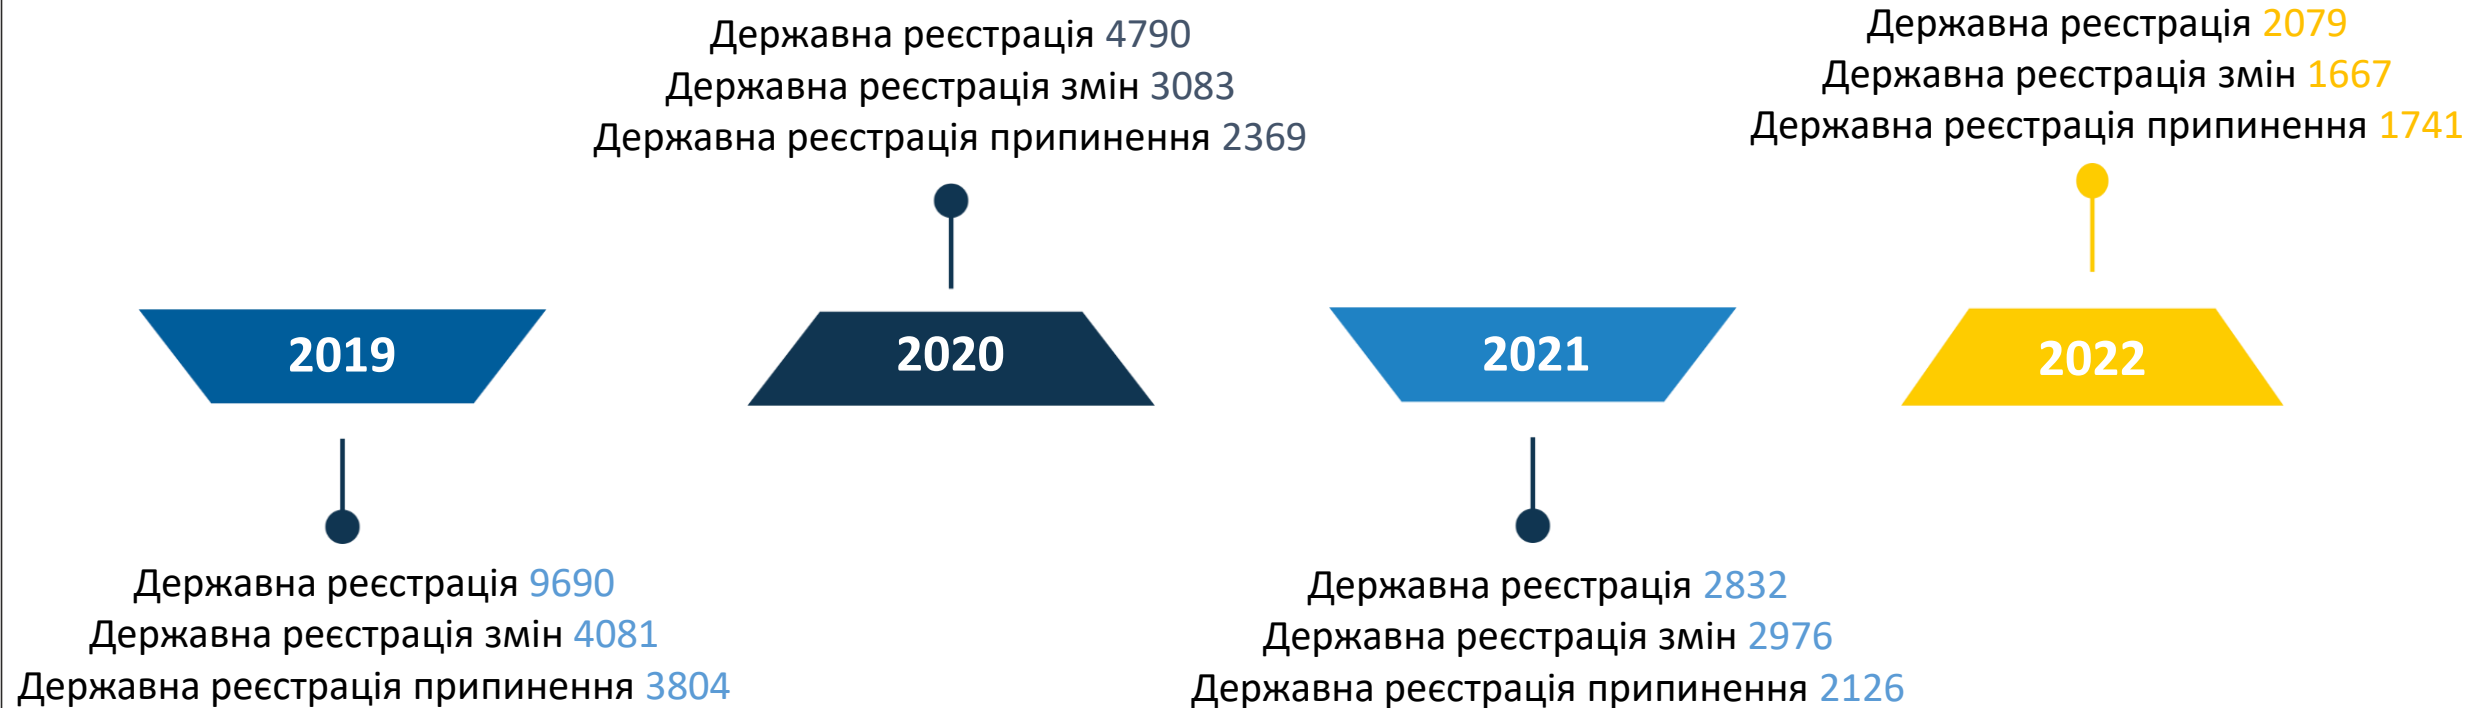 Державна реєстрація 4790
Державна реєстрація змін 3083
Державна реєстрація припинення 2369
Державна реєстрація 2079
Державна реєстрація змін 1667
Державна реєстрація припинення 1741
2019
2020
2021
2022
Державна реєстрація 9690
Державна реєстрація змін 4081
Державна реєстрація припинення 3804
Державна реєстрація 2832
Державна реєстрація змін 2976
Державна реєстрація припинення 2126